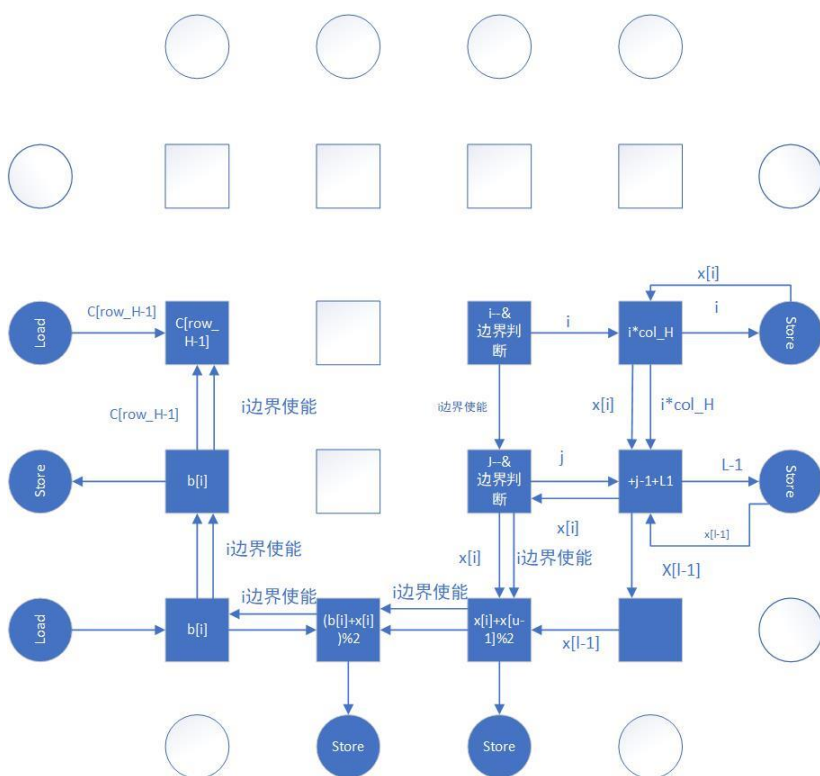 x[i]
C[row_H-1]
Load
C[row_
H-1]
i--&
边界判
断
i
i*col_H
i
Store
C[row_H-1]
i边界使能
i边界使能
x[i]
i*col_H
Store
b[i]
J--&
边界判
断
j
+j-1+L1
L-1
Store
x[i]
x[l-1]
i边界使能
x[i]
i边界使能
X[l-1]
Load
b[i]
i边界使能
(b[i]+x[i]
)%2
i边界使能
x[i]+x[u-
1]%2
x[l-1]
Store
Store